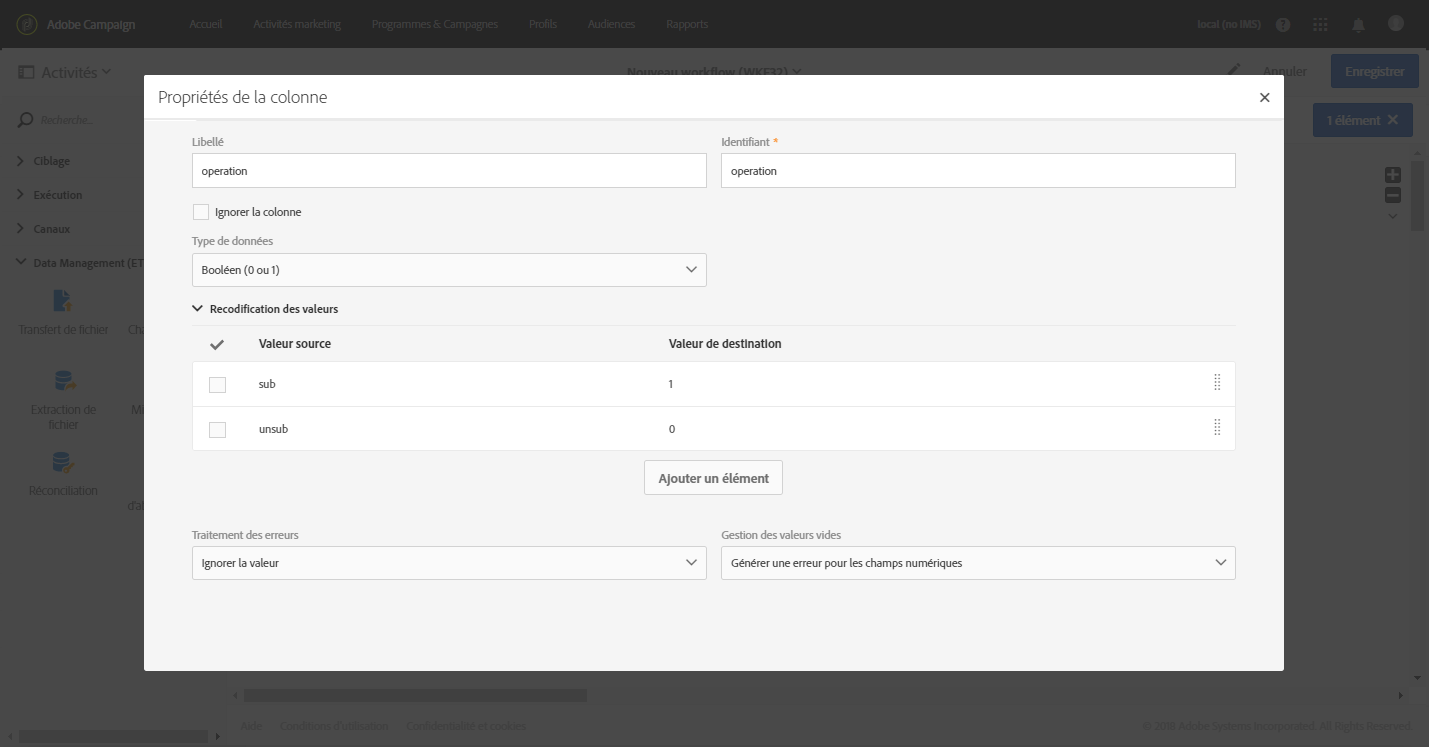 Adobe Campaign Accueil Activités marketing Programmes & Campagnes Profils Audiences Rapports local (no IMS)
Activités Nouveau workflow (WKF32) Annuler Enregistrer
Propriétés de la colonne
Recherche...
1 élément
Libellé Identifiant *
operation operation
Ciblage
Exécution
Canaux
Data Management (ET
Transfert de fichier Cha
Extraction de fichier Mi
Réconciliation
d'a
Ignorer la colonne
Type de données
Booléen (0 ou 1)
Recodification des valeurs
Valeur source Valeur de destination
sub 1
unsub 0
Ajouter un élément
Traitement des erreurs Gestion des valeurs vides
Ignorer la valeur Générer une erreur pour les champs numériques
Aide Conditions d'utilisation Confidentialité et cookies © 2018 Adobe Systems Incorporated. All Rights Reserved.